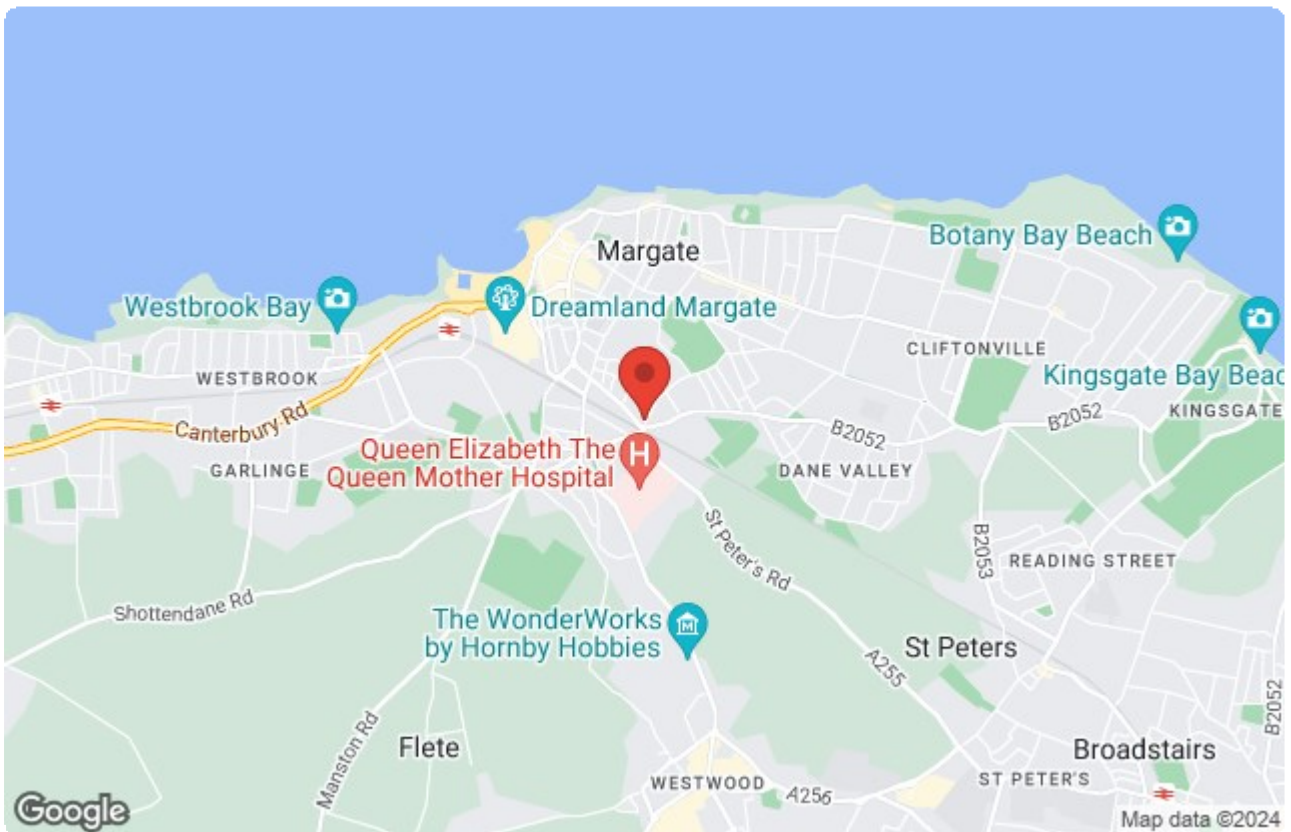 Margate
Botany Bay Beach
Westbrook Bay
Dreamland Margate
CLIFTONVILLE
WESTBROOK
Kingsgate Bay Beac
B2052
KINGSGATE
Canterbury Rd
B2052
Queen Elizabeth The
Queen Mother Hospital
H
GARLINGE
DANE VALLEY
St Peter's Rd
B2053
READING STREET
Shottendane Rd
The WonderWorks
by Hornby Hobbies
M
St Peters
A255
B2052
Manston Rd
Flete
Broadstairs
WESTWOOD
ST PETER'S
A256
Google
Map data ©2024